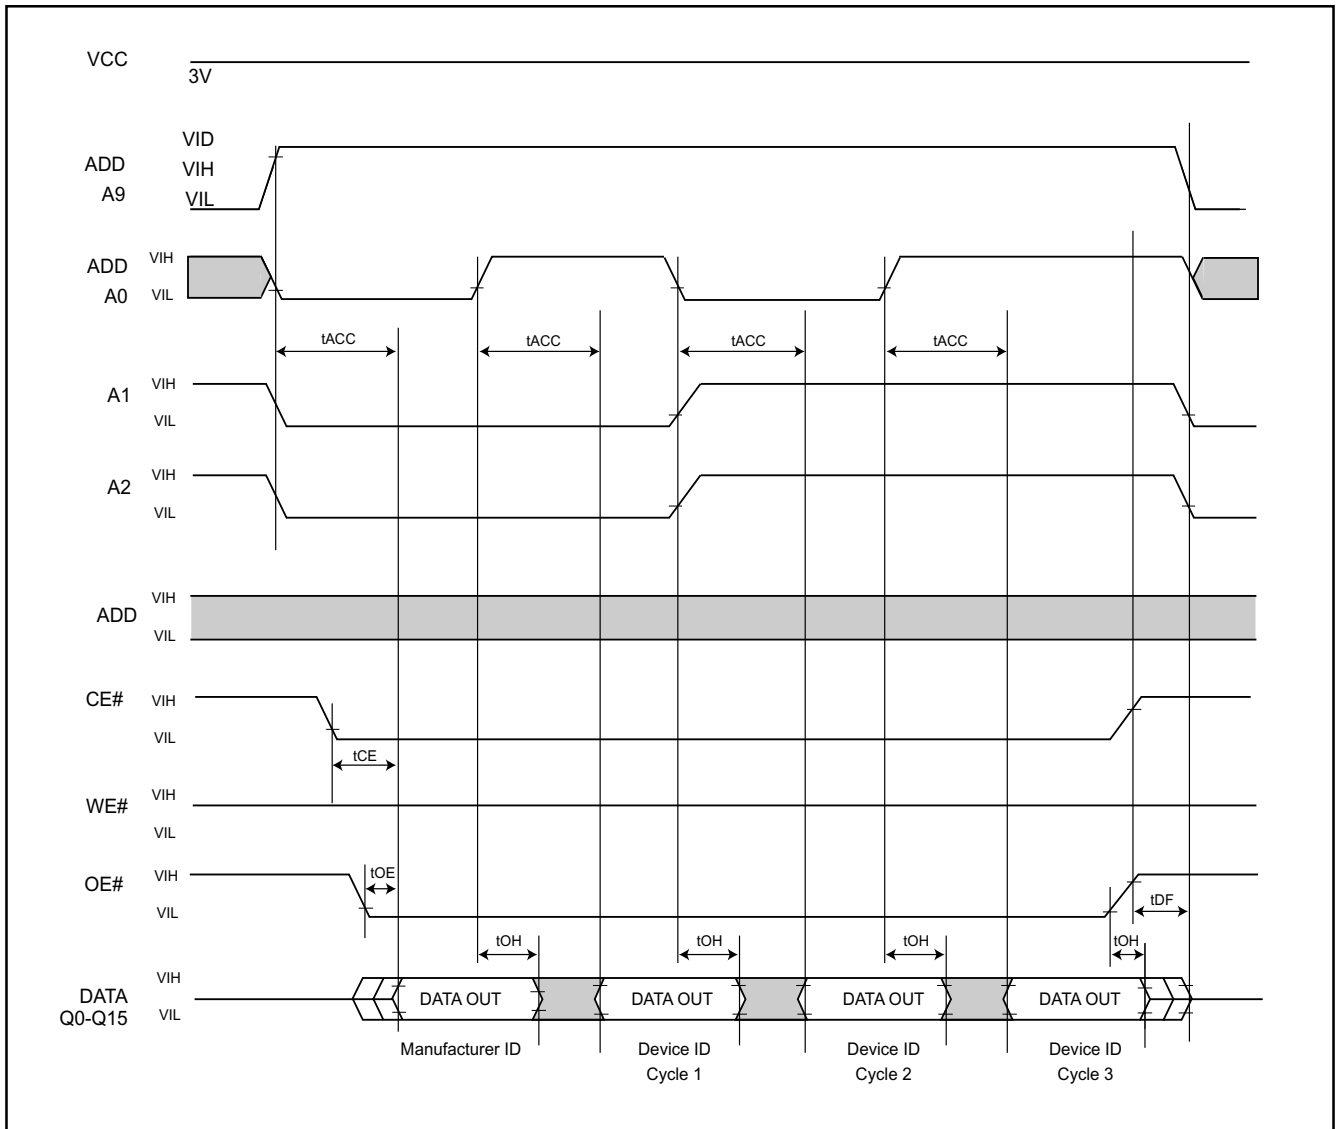 VCC
3V
VID
ADD
VIH
A9
VIL
ADD
VIH
A0
VIL
tACC
tACC
tACC
tACC
A1
VIH
VIL
A2
VIH
VIL
ADD
VIH
VIL
CE#
VIH
VIL
tCE
WE#
VIH
VIL
OE#
VIH
tOE
VIL
tDF
tOH
tOH
tOH
tOH
DATA
Q0-Q15
VIH
VIL
DATA OUT
DATA OUT
DATA OUT
DATA OUT
Manufacturer ID
Device ID
Cycle 1
Device ID
Cycle 2
Device ID
Cycle 3